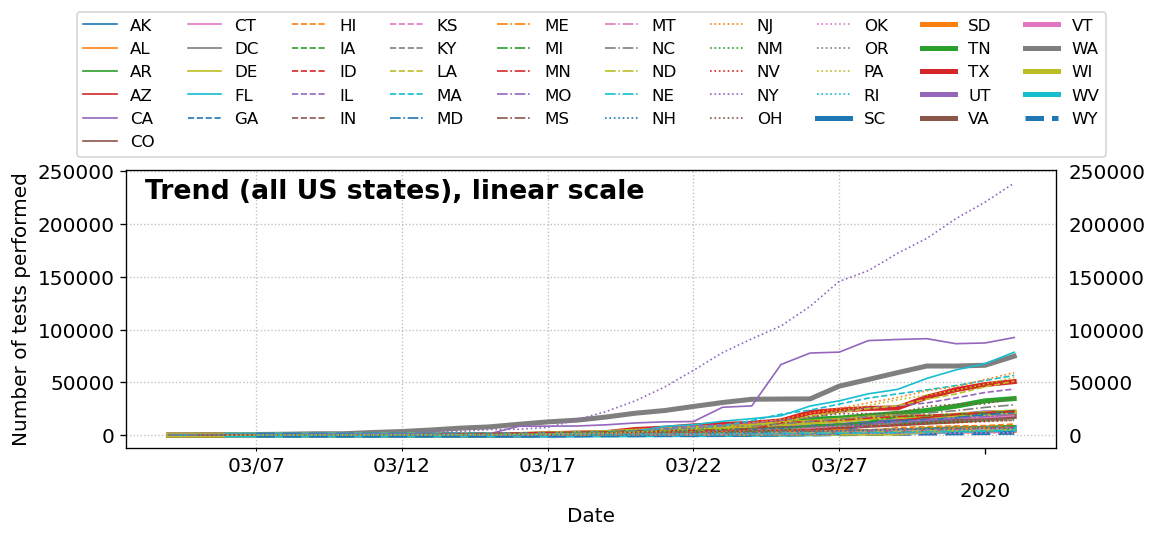 AK CT HI KS ME MT NJ OK SD VT
AL DC IA KY MI NC NM OR TN WA
AR DE ID LA MN ND NV PA TX WI
AZ FL IL MA MO NE NY RI UT WV
CA GA IN MD MS NH OH SC VA WY
CO
Trend (all US states), linear scale
250000 250000
200000 200000
150000 150000
100000 100000
50000 50000
0 0
Number of tests performed
03/07 03/12 03/17 03/22 03/27
2020
Date